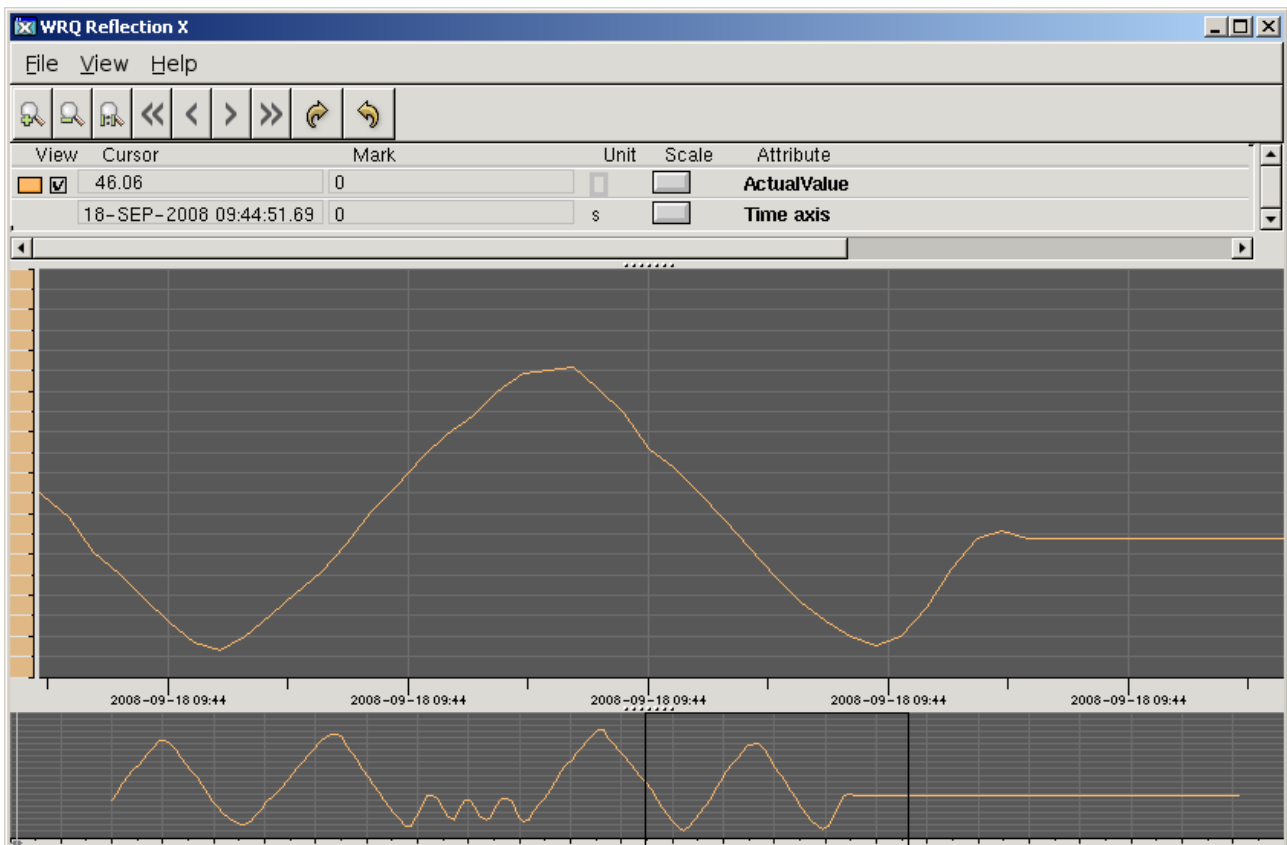 WRQ Reflection X
File View Help
View Cursor Mark Unit Scale Attribute
46.06 0 ActualValue
18-SEP-2008 09:44:51.69 0 s Time axis
2008-09-18 09:44 2008-09-18 09:44 2008-09-18 09:44 2008-09-18 09:44 2008-09-18 09:44